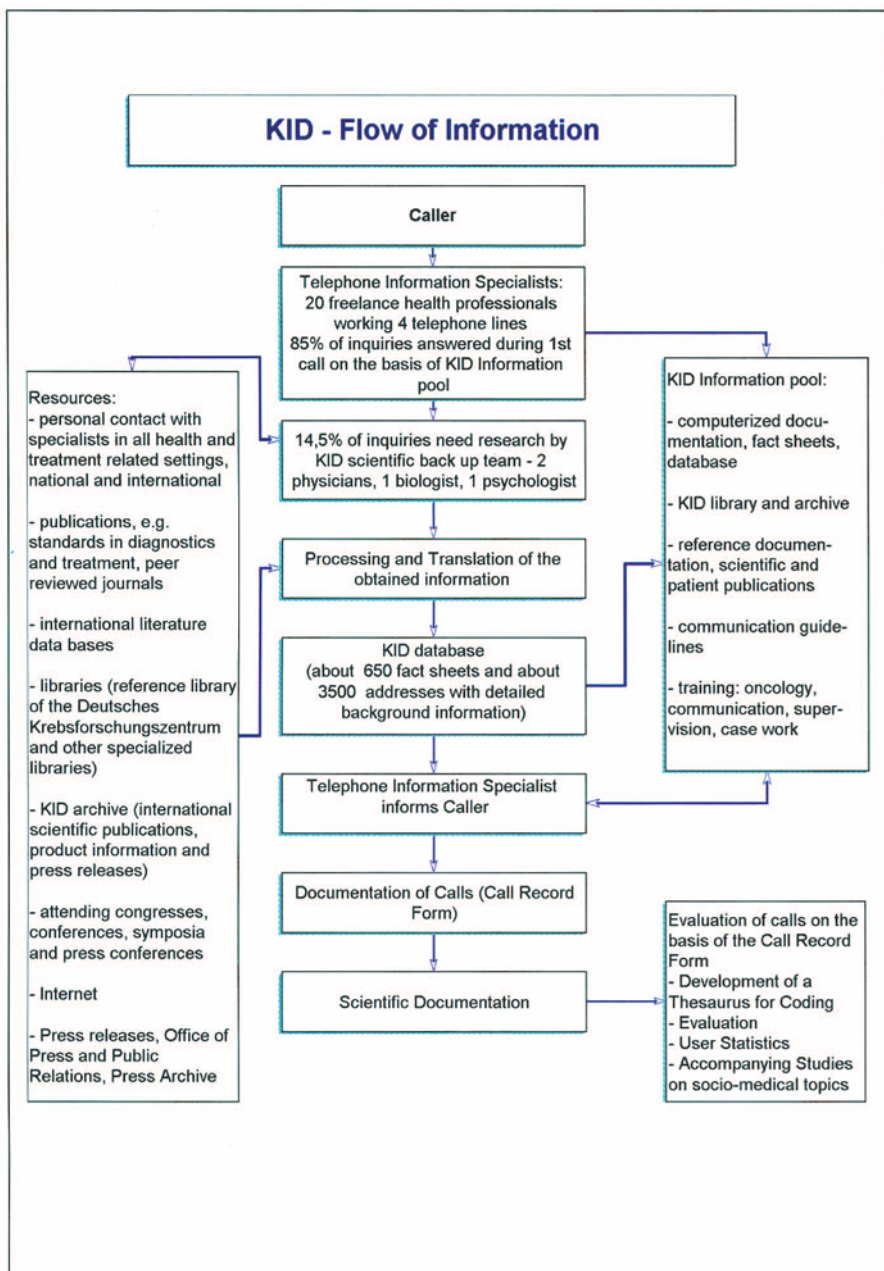 KID - Flow of Information
Caller
Telephone Information Specialists:
20 freelance health professionals
working 4 telephone lines
85% of inquiries answered during 1st
call on the basis of KID Information
pool
Resources:
- personal contact with
specialists in all health and
treatment related settings,
national and international
- publications, e.g.
standards in diagnostics
and treatment, peer
reviewed journals
- international literature
data bases
- libraries (reference library
of the Deutsches
Krebsforschungszentrum
and other specialized
libraries)
- KID archive (international
scientific publications,
product information and
press releases)
- attending congresses,
conferences, symposia
and press conferences
- Internet
- Press releases, Office of
Press and Public
Relations, Press Archive
14,5% of inquiries need research by
KID scientific back up team - 2
physicians, 1 biologist, 1 psychologist
Processing and Translation of the
obtained information
KID database
(about 650 fact sheets and about
3500 addresses with detailed
background information)
Telephone Information Specialist
informs Caller
Documentation of Calls (Call Record
Form)
Scientific Documentation
KID Information pool:
- computerized docu-
mentation, fact sheets,
database
- KID library and archive
- reference documen-
tation, scientific and
patient publications
- communication guide-
lines
- training: oncology,
communication, super-
vision, case work
Evaluation of calls on the
basis of the Call Record
Form
- Development of a
Thesaurus for Coding
- Evaluation
- User Statistics
- Accompanying Studies
on socio-medical topics